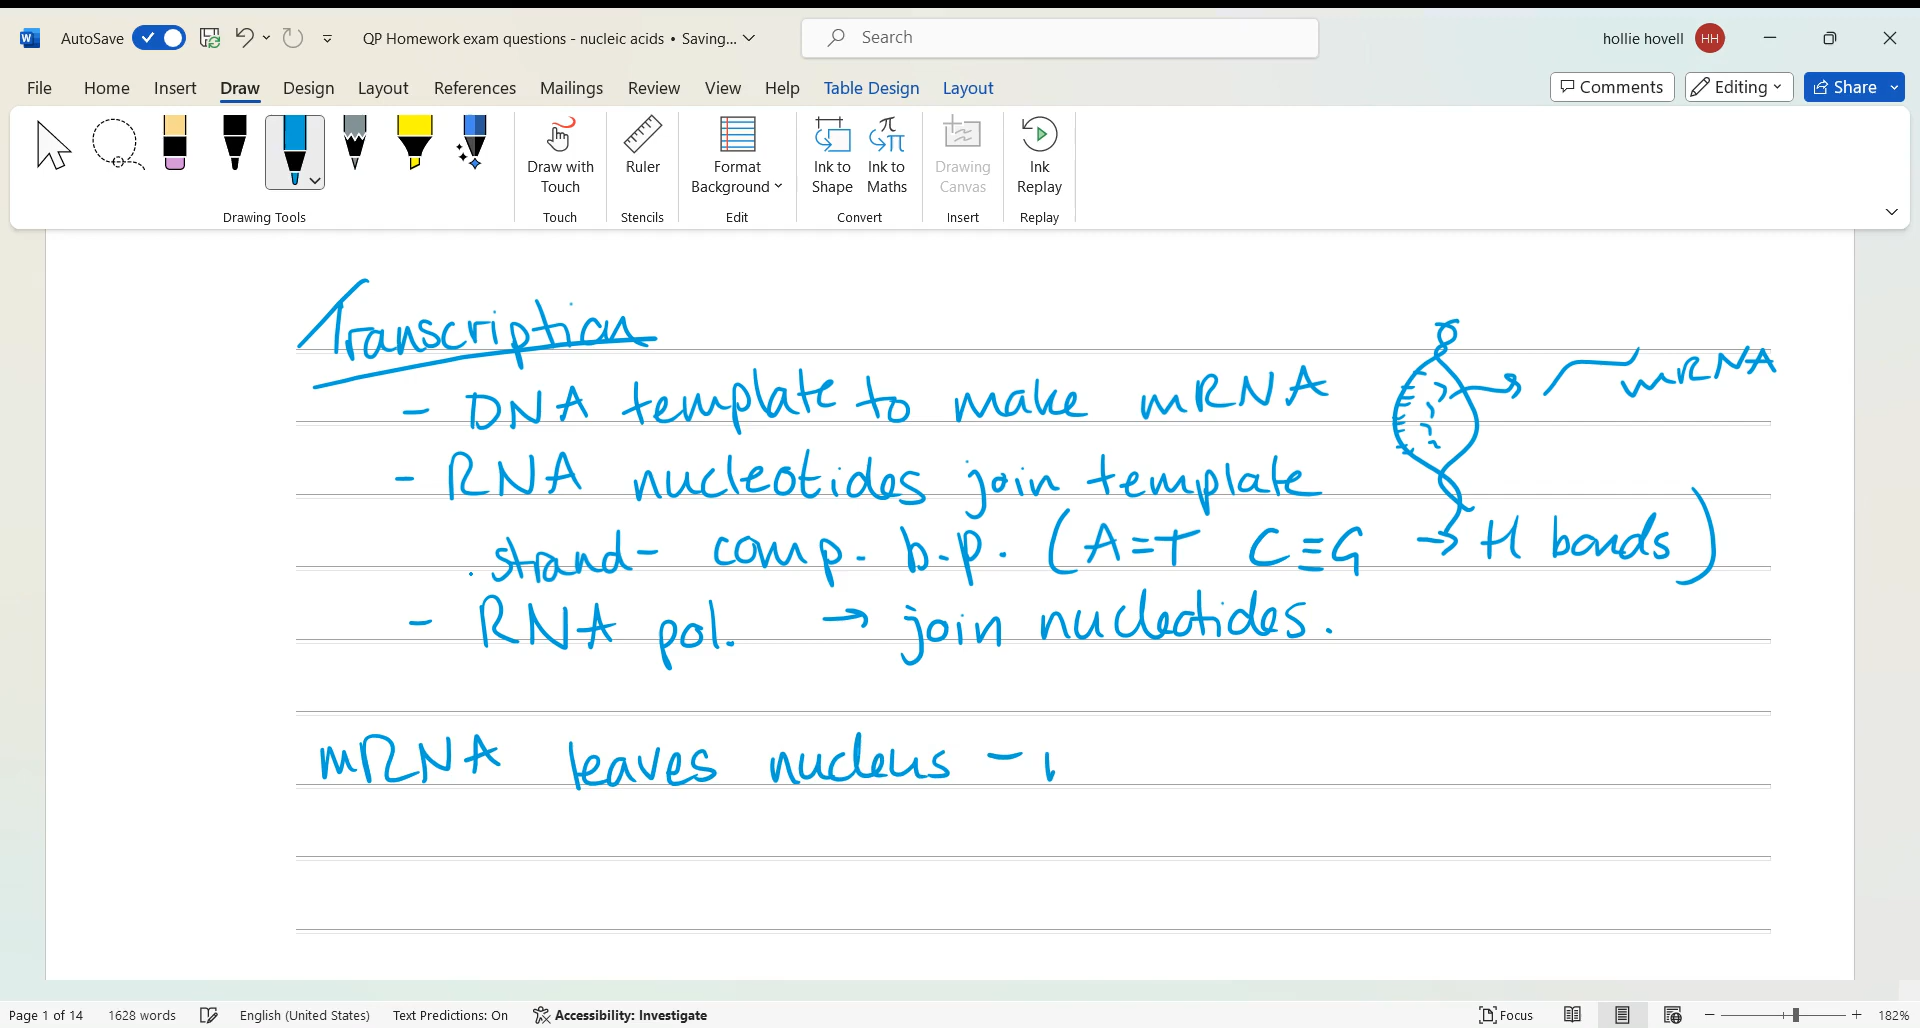 AutoSave
QP Homework exam questions - nucleic acids • Saving...
Search
hollie hovell
HH
File Home Insert Draw Design Layout References Mailings Review View Help Table Design Layout
Comments Editing Share
Draw with Touch
Ruler
Format Background
Ink to Shape
Ink to Maths
Drawing Canvas
Ink Replay
Drawing Tools Touch Stencils Edit Convert Insert Replay
Transcription
- DNA template to make mRNA
mRNA
- RNA nucleotides join template
strand - comp. b.p. (A=T C≡G → H bonds)
- RNA pol. → join nucleotides.
mRNA leaves nucleus -
Page 1 of 14 1628 words English (United States) Text Predictions: On Accessibility: Investigate Focus 182%